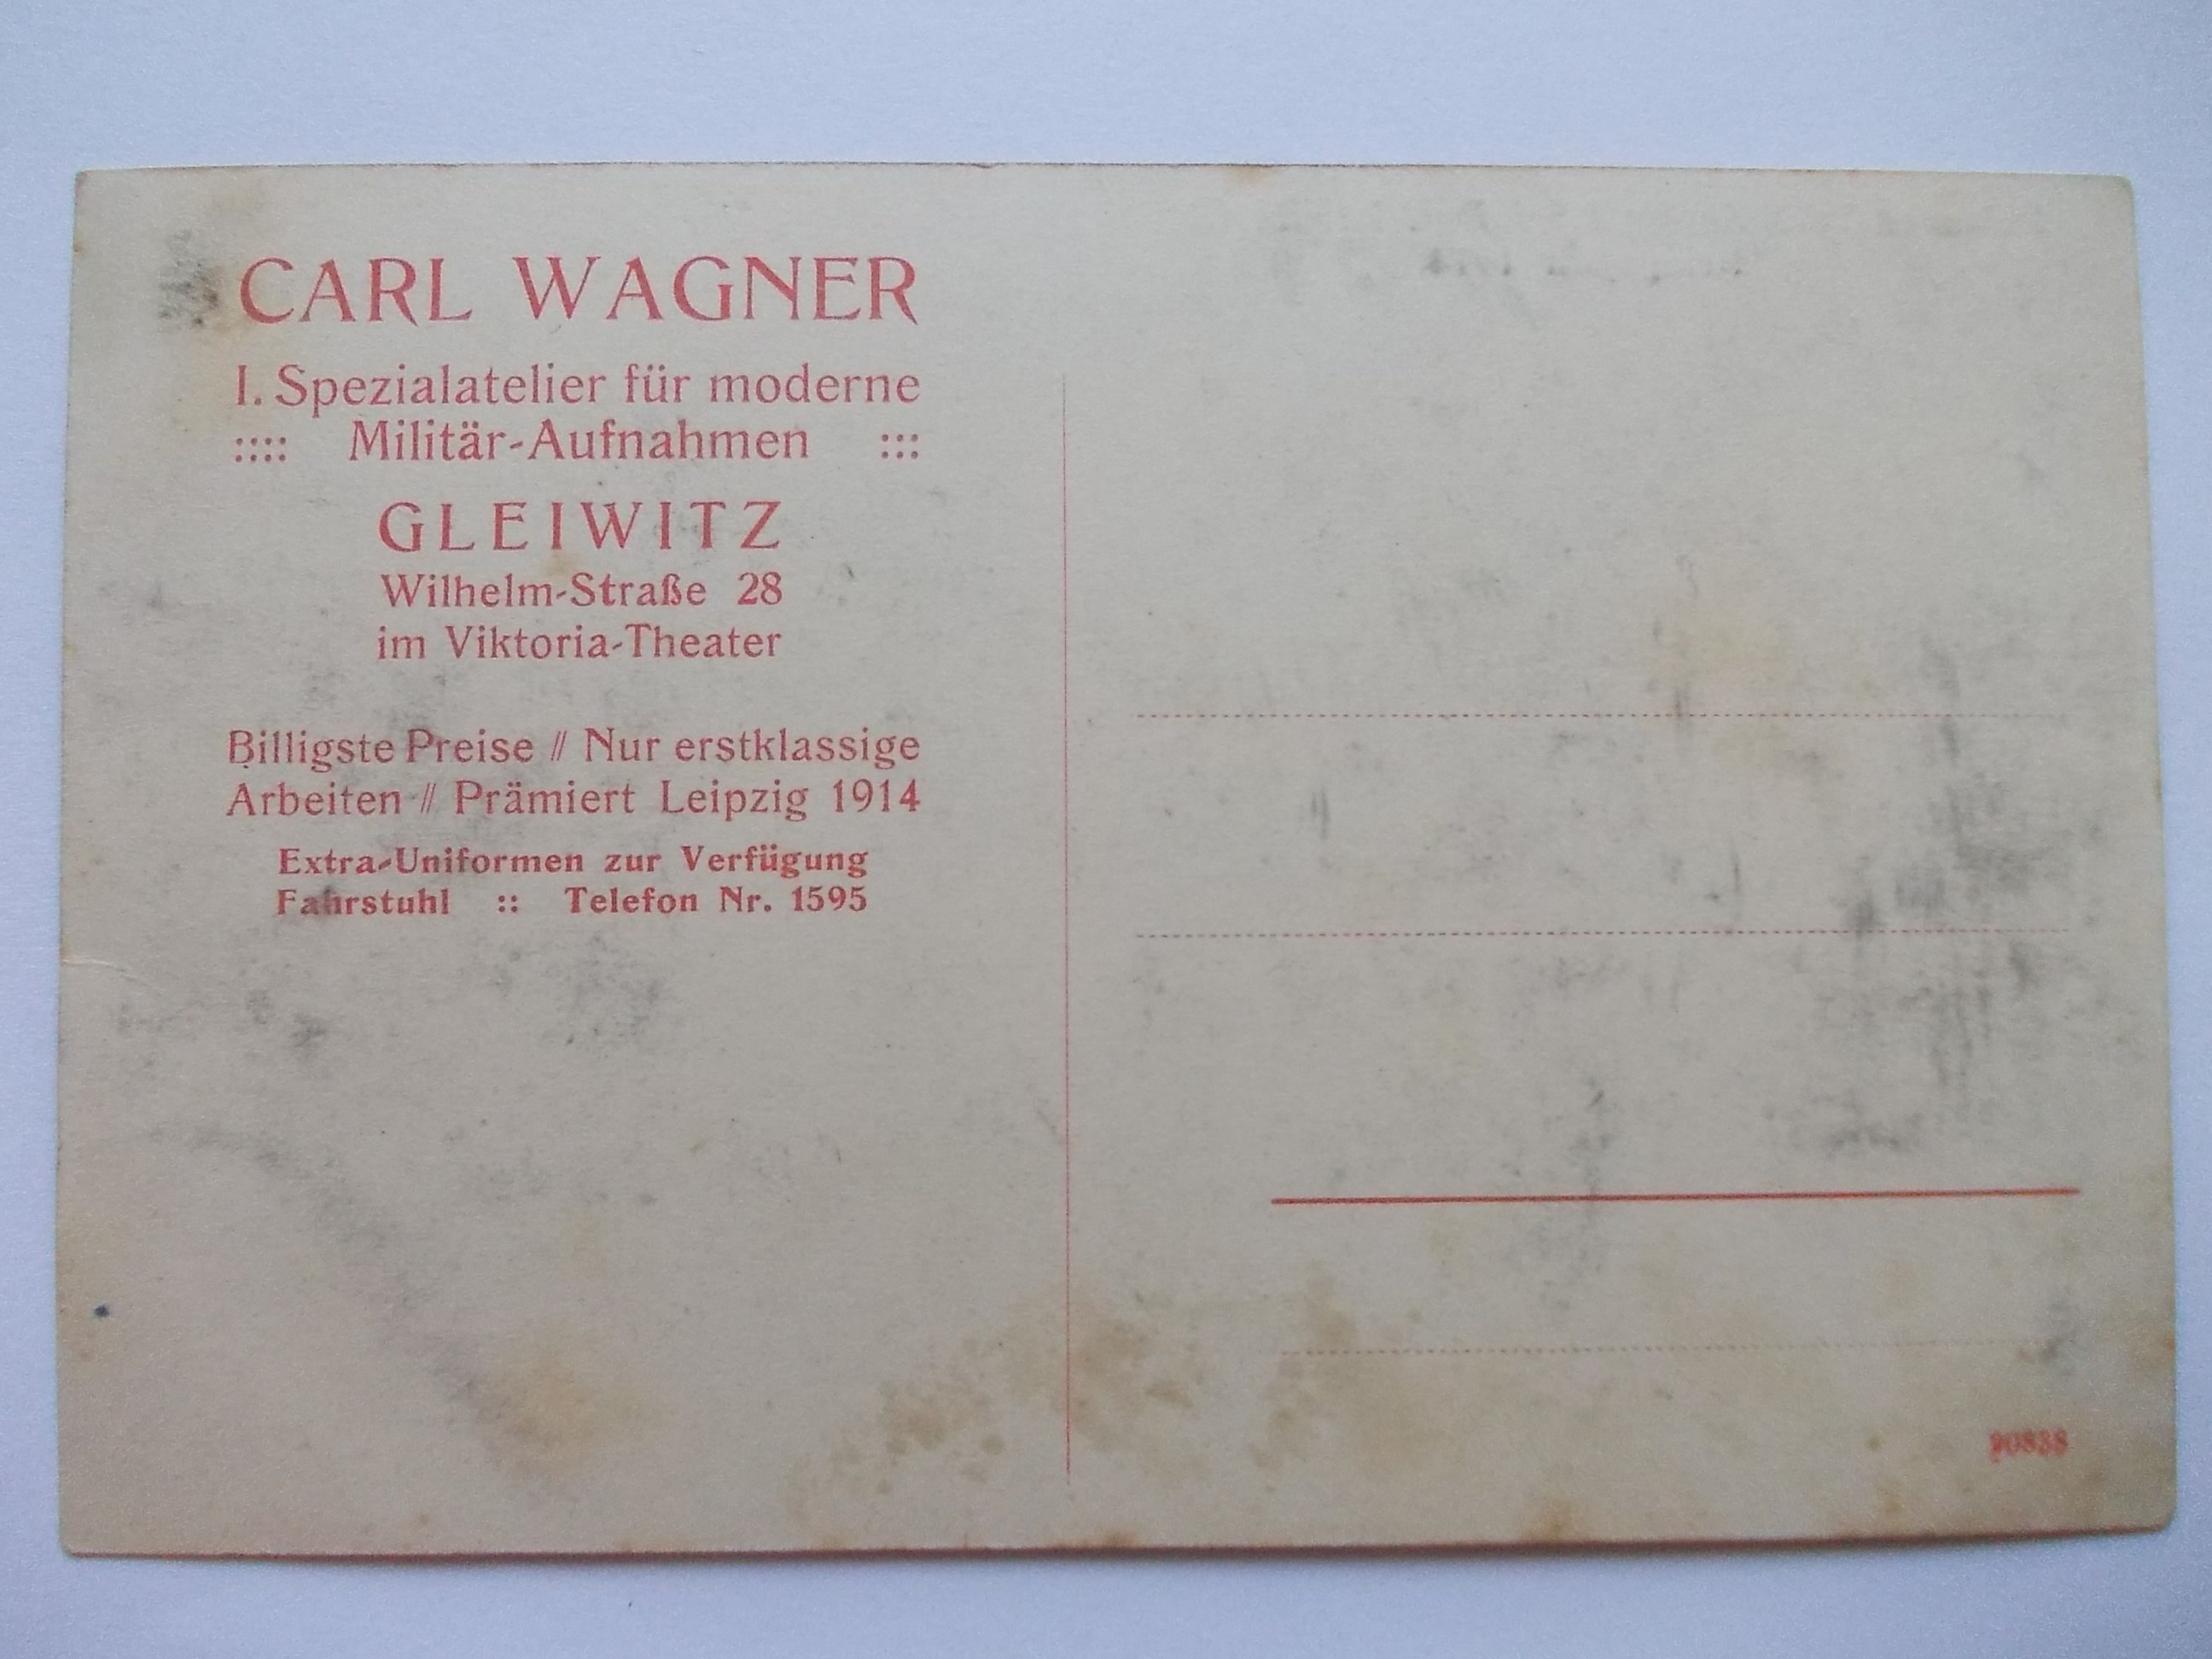 CARL WAGNER
I. Spezialatelier für moderne
:::: Militär-Aufnahmen :::
GLEIWITZ
Wilhelm-Straße 28
im Viktoria-Theater
Billigste Preise // Nur erstklassige
Arbeiten // Prämiert Leipzig 1914
Extra-Uniformen zur Verfügung
Fahrstuhl :: Telefon Nr. 1595
90838